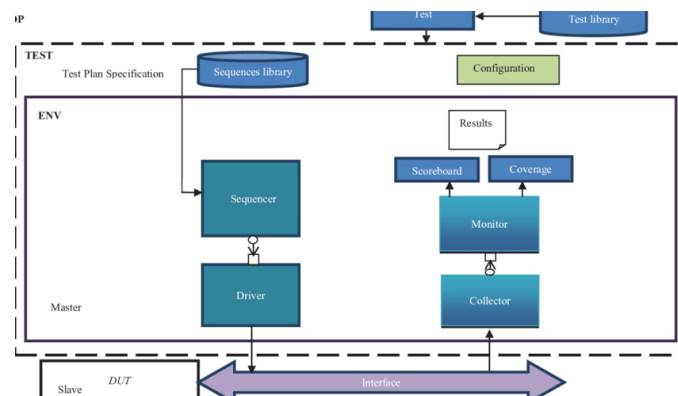 OP
Test
Test library
TEST
Test Plan Specification
Sequences library
Configuration
ENV
Results
Scoreboard
Coverage
Sequencer
Monitor
Driver
Collector
Master
DUT
Interface
Slave